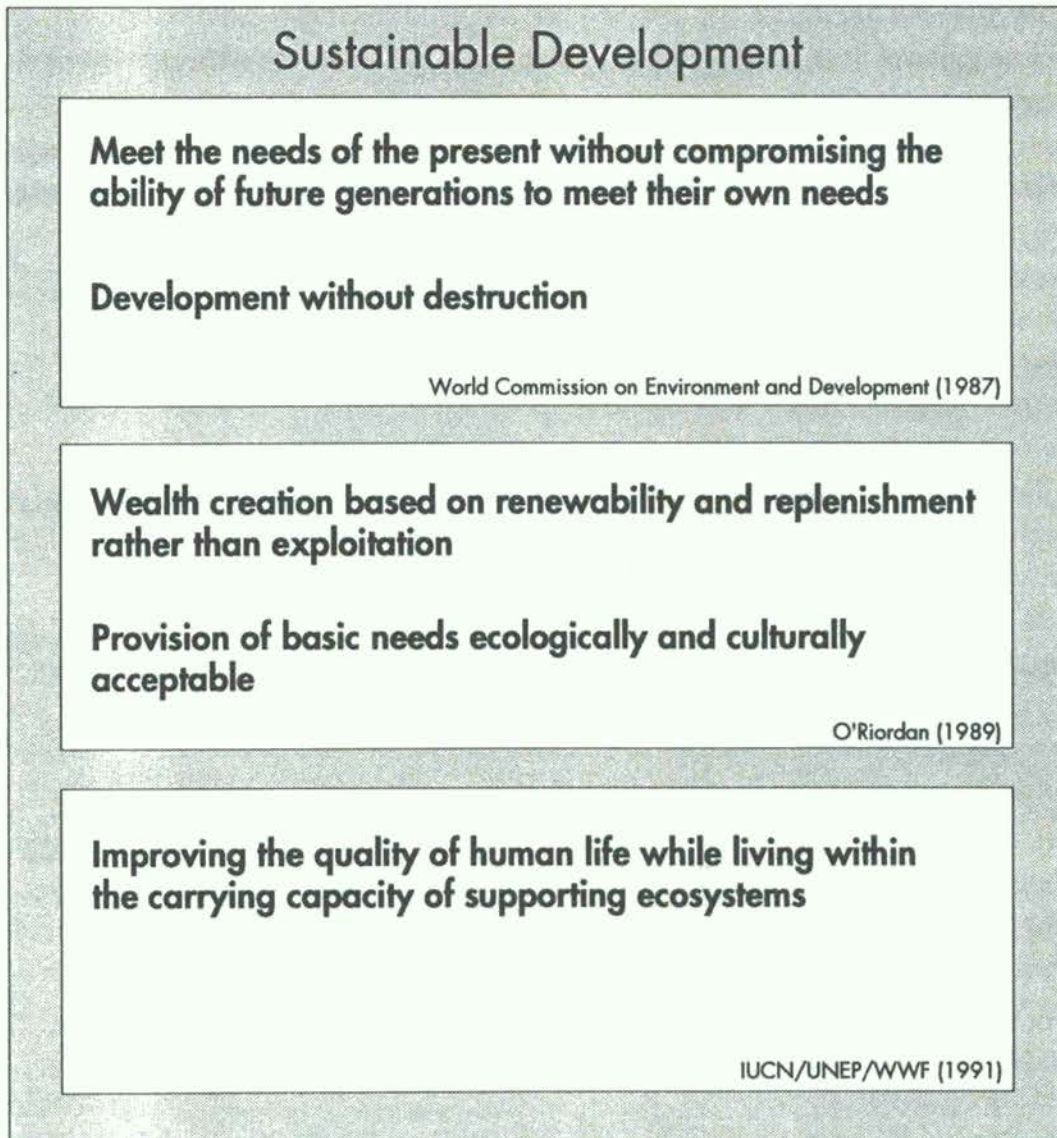 Sustainable Development
Meet the needs of the present without compromising the
ability of future generations to meet their own needs
Development without destruction
World Commission on Environment and Development (1987)
Wealth creation based on renewability and replenishment
rather than exploitation
Provision of basic needs ecologically and culturally
acceptable
O'Riordan (1989)
Improving the quality of human life while living within
the carrying capacity of supporting ecosystems
IUCN/UNEP/WWF (1991)